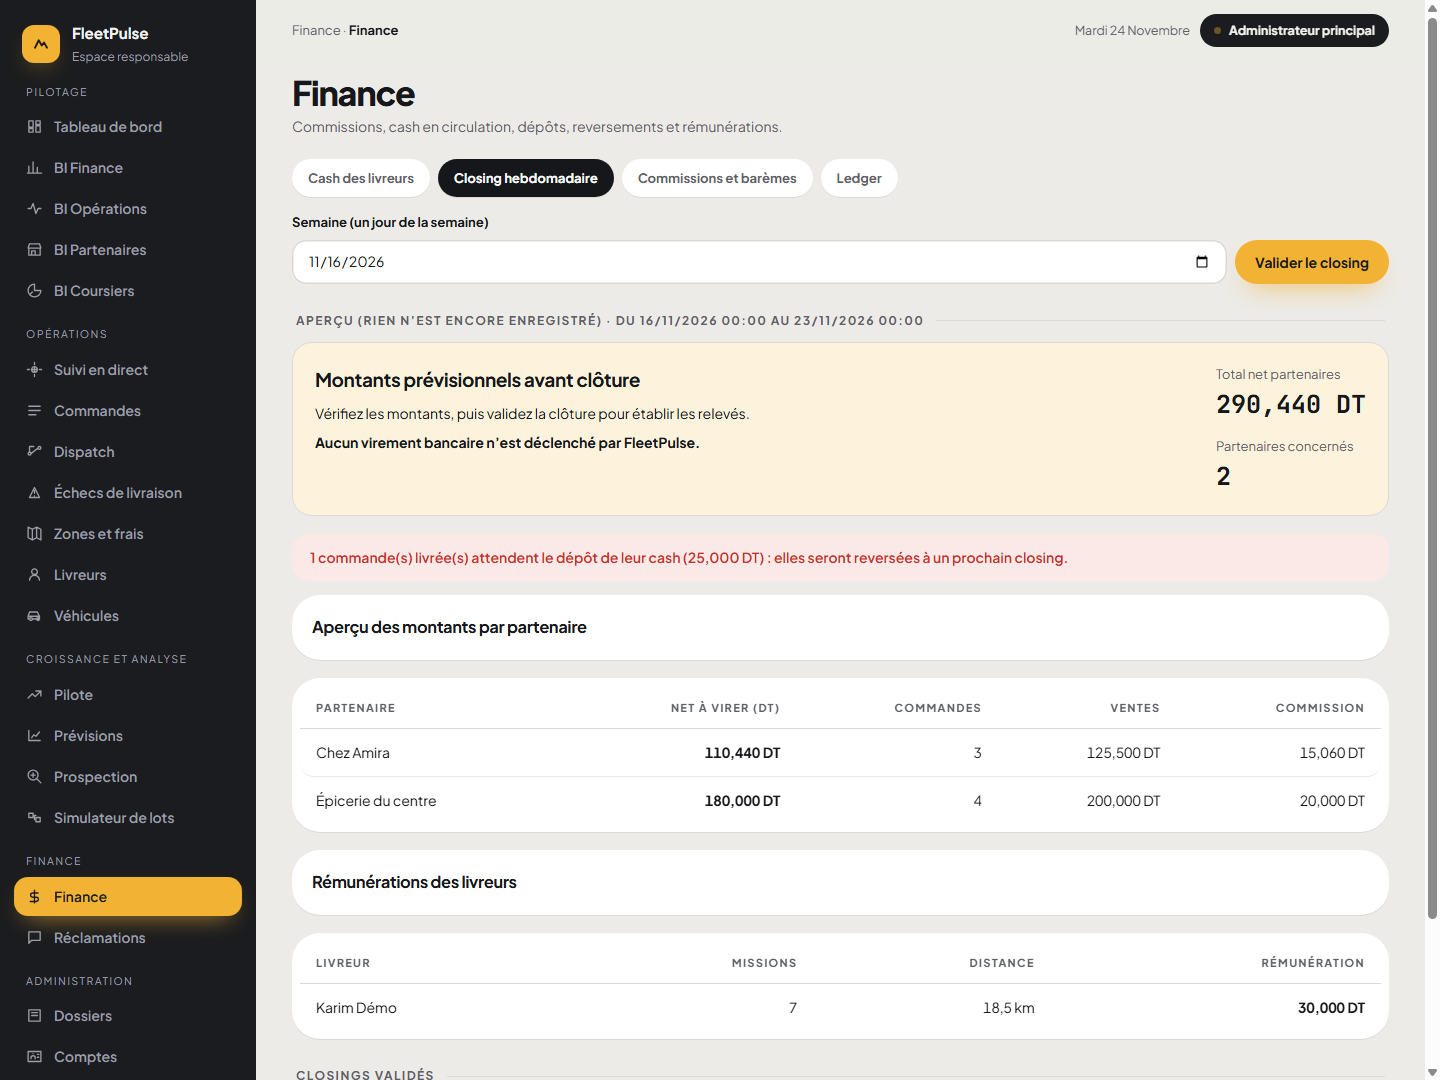 FleetPulse
Espace responsable
PILOTAGE
Tableau de bord
BI Finance
BI Opérations
BI Partenaires
BI Coursiers
OPÉRATIONS
Suivi en direct
Commandes
Dispatch
Échecs de livraison
Zones et frais
Livreurs
Véhicules
CROISSANCE ET ANALYSE
Pilote
Prévisions
Prospection
Simulateur de lots
FINANCE
Finance
Réclamations
ADMINISTRATION
Dossiers
Comptes
Finance · Finance
Mardi 24 Novembre
Administrateur principal
Finance
Commissions, cash en circulation, dépôts, reversements et rémunérations.
Cash des livreurs
Closing hebdomadaire
Commissions et barèmes
Ledger
Semaine (un jour de la semaine)
11/16/2026
Valider le closing
APERÇU (RIEN N’EST ENCORE ENREGISTRÉ) · DU 16/11/2026 00:00 AU 23/11/2026 00:00
Montants prévisionnels avant clôture
Vérifiez les montants, puis validez la clôture pour établir les relevés.
Aucun virement bancaire n’est déclenché par FleetPulse.
Total net partenaires
290,440 DT
Partenaires concernés
2
1 commande(s) livrée(s) attendent le dépôt de leur cash (25,000 DT) : elles seront reversées à un prochain closing.
Aperçu des montants par partenaire
PARTENAIRE NET À VIRER (DT) COMMANDES VENTES COMMISSION
Chez Amira 110,440 DT 3 125,500 DT 15,060 DT
Épicerie du centre 180,000 DT 4 200,000 DT 20,000 DT
Rémunérations des livreurs
LIVREUR MISSIONS DISTANCE RÉMUNÉRATION
Karim Démo 7 18,5 km 30,000 DT
CLOSINGS VALIDÉS